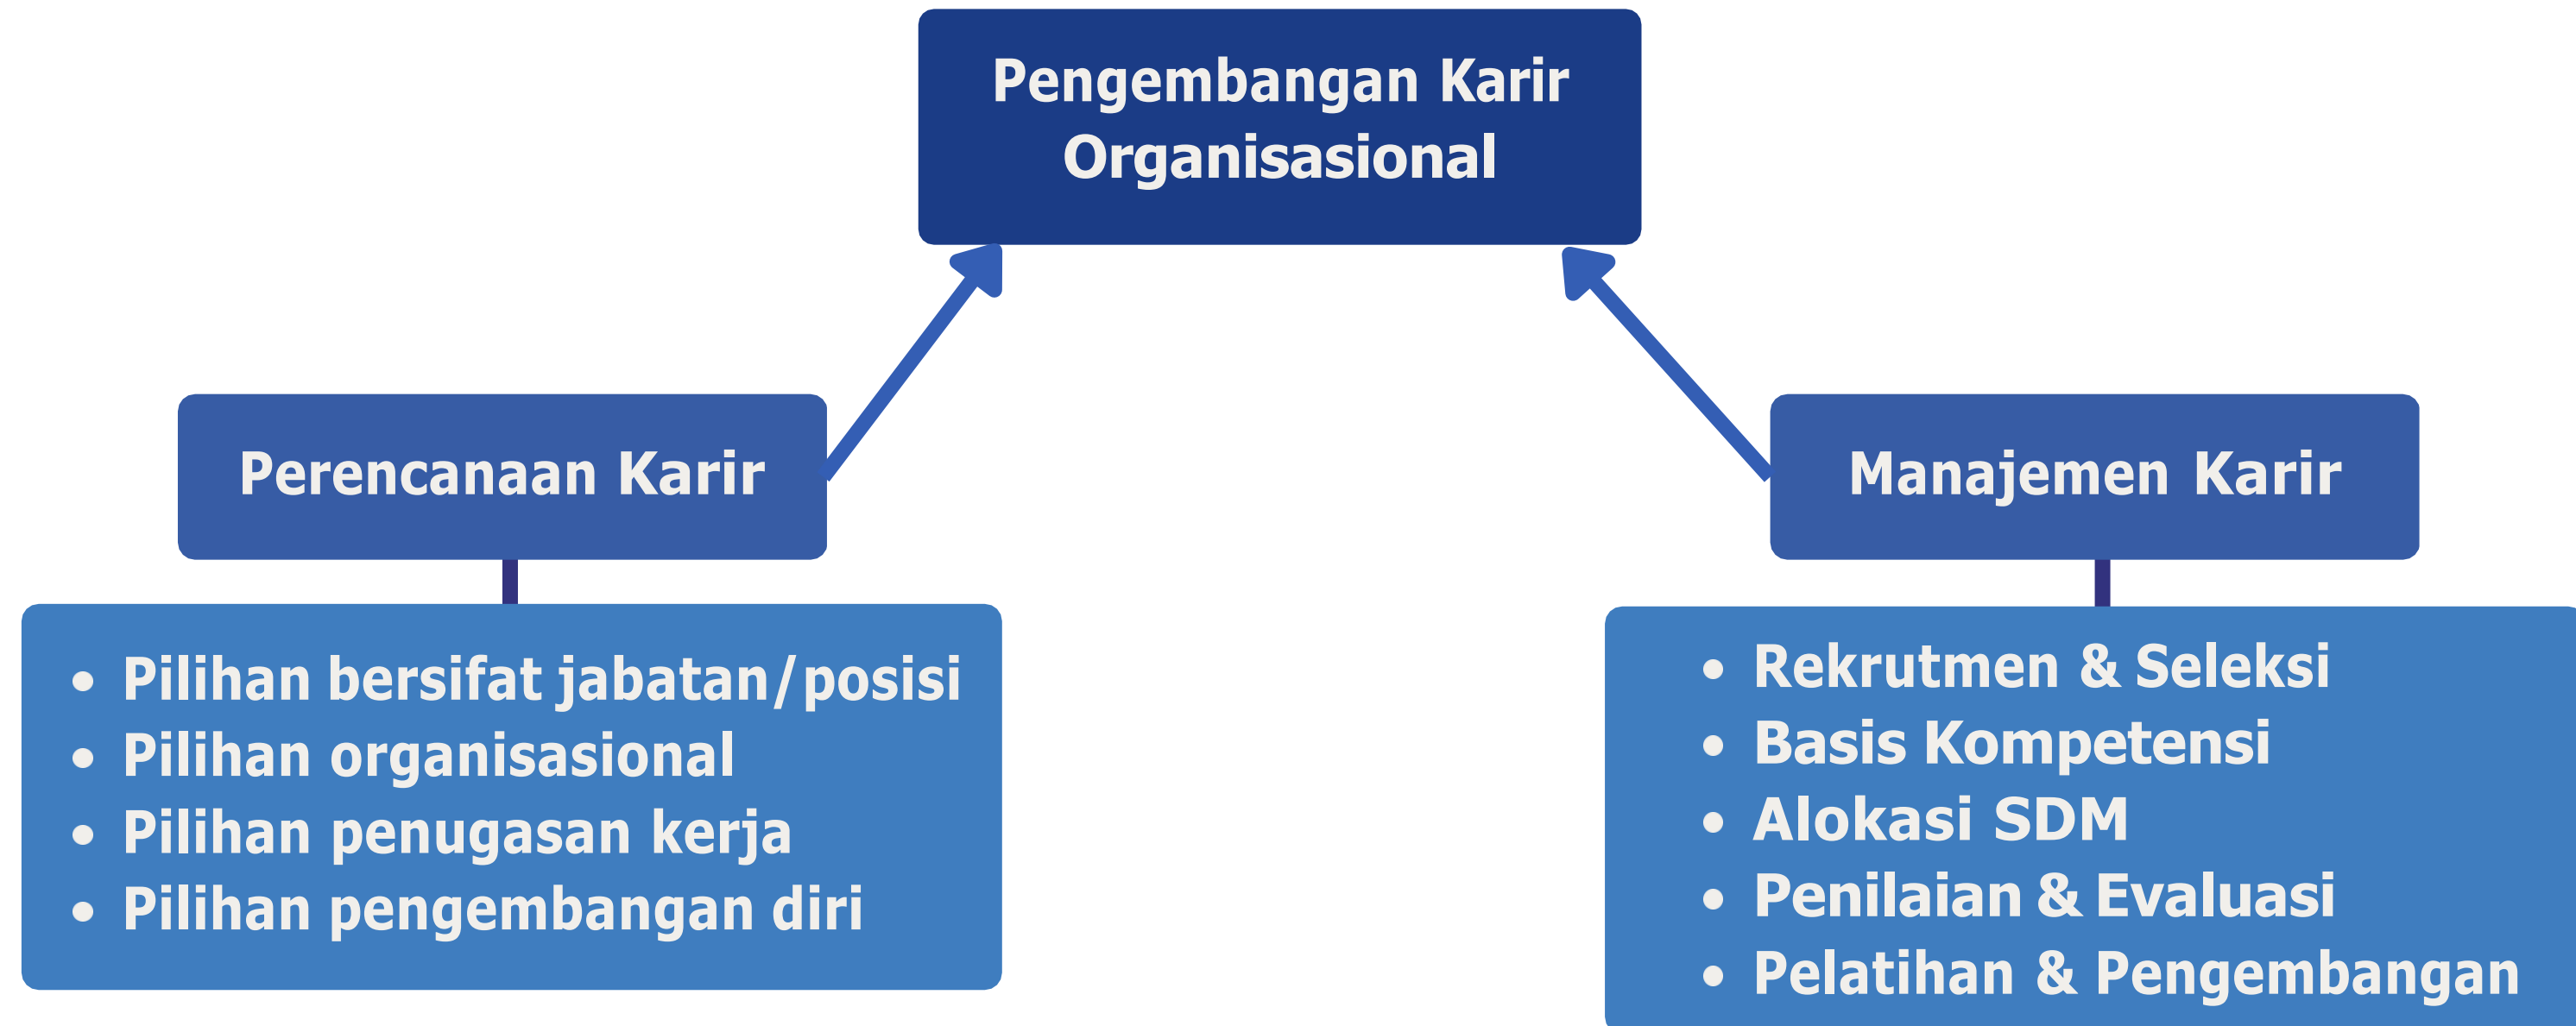 Pengembangan Karir
Organisasional
Perencanaan Karir
Manajemen Karir
• Pilihan bersifat jabatan/posisi
• Pilihan organisasional
• Pilihan penugasan kerja
• Pilihan pengembangan diri
• Rekrutmen & Seleksi
• Basis Kompetensi
• Alokasi SDM
• Penilaian & Evaluasi
• Pelatihan & Pengembangan